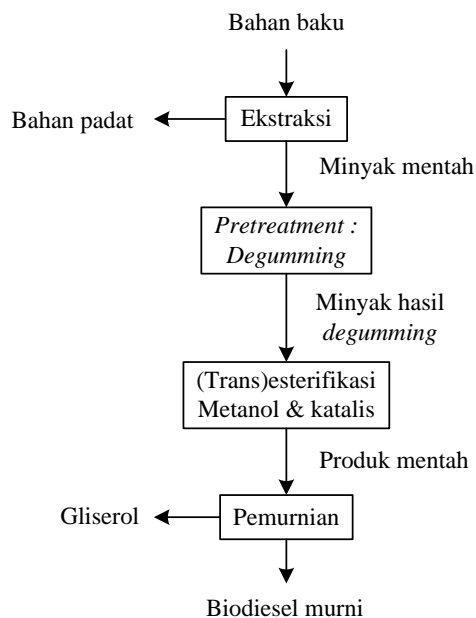 Bahan baku
Ekstraksi
Bahan padat
Minyak mentah
Pretreatment :
Degumming
Minyak hasil
degumming
(Trans)esterifikasi
Metanol & katalis
Produk mentah
Gliserol
Pemurnian
Biodiesel murni